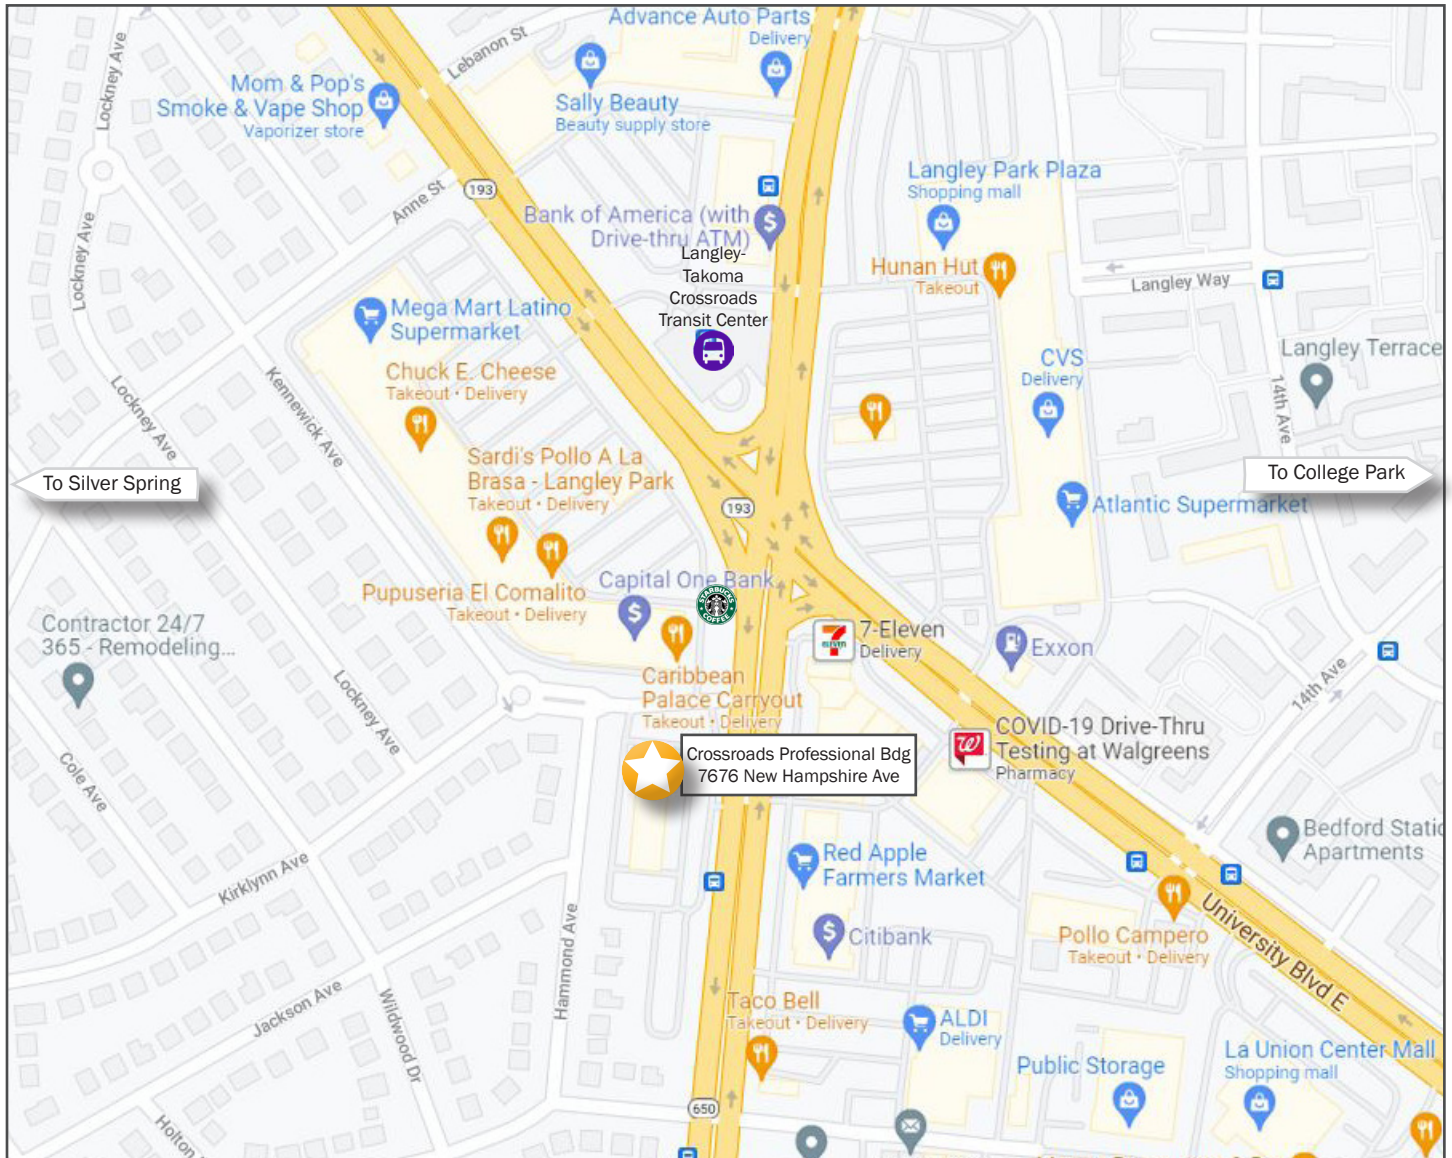 Advance Auto Parts
Delivery
Lebanon St
Lockney Ave
Mom & Pop's
Smoke & Vape Shop
Vaporizer store
Sally Beauty
Beauty supply store
Langley Park Plaza
Shopping mall
Anne St
193
Bank of America (with
Drive-thru ATM)
Lockney Ave
Langley-
Takoma
Crossroads
Transit Center
Hunan Hut
Takeout
Langley Way
Mega Mart Latino
Supermarket
Langley Terrace
CVS
Delivery
Chuck E. Cheese
Takeout • Delivery
Kennewick Ave
Lockney Ave
14th Ave
Sardi's Pollo A La
Brasa - Langley Park
Takeout • Delivery
To Silver Spring
To College Park
Atlantic Supermarket
193
Pupuseria El Comalito
Takeout • Delivery
Capital One Bank
STARBUCKS
COFFEE
Contractor 24/7
365 - Remodeling...
7
ELEVEN
7-Eleven
Delivery
Exxon
14th Ave
Caribbean
Palace Carryout
Takeout • Delivery
Lockney Ave
COVID-19 Drive-Thru
Testing at Walgreens
Pharmacy
Crossroads Professional Bdg
7676 New Hampshire Ave
Cole Ave
Red Apple
Farmers Market
Bedford Static
Apartments
Kirklynn Ave
Hammond Ave
Citibank
Pollo Campero
Takeout • Delivery
University Blvd E
Jackson Ave
Wildwood Dr
Taco Bell
Takeout • Delivery
ALDI
Delivery
Public Storage
La Union Center Mall
Shopping mall
650
Holton